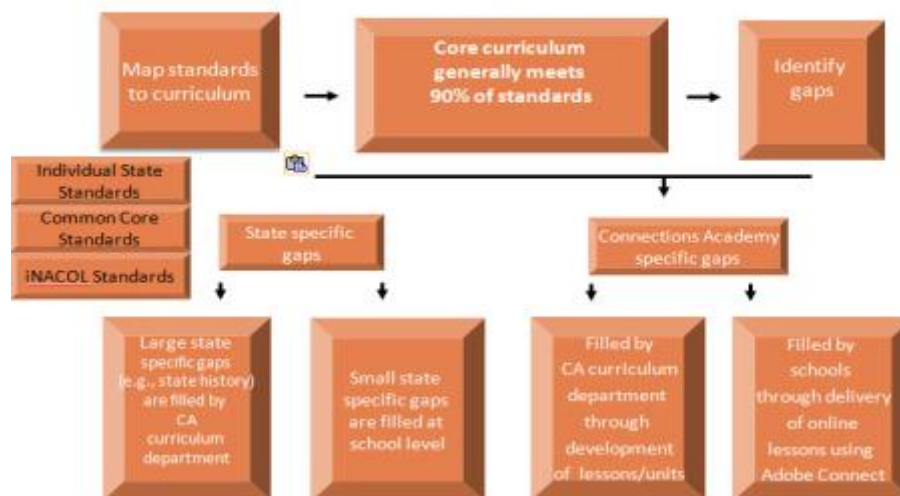 Map standards
to curriculum
Core curriculum
generally meets
90% of standards
Identify
gaps
Individual State
Standards
Common Core
Standards
iNACOL Standards
State specific
gaps
Connections Academy
specific gaps
Large state
specific gaps
(e.g., state history)
are filled by
CA
curriculum
department
Small state
specific gaps
are filled at
school level
Filled by
CA curriculum
department
through
development
of lessons/units
Filled by
schools
through delivery
of online
lessons using
Adobe Connect